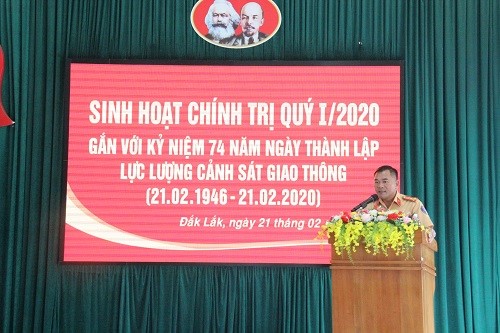 SINH HOẠT CHÍNH TRỊ QUÝ I/2020
GẮN VỚI KỶ NIỆM 74 NĂM NGÀY THÀNH LẬP
LỰC LƯỢNG CẢNH SÁT GIAO THÔNG
(21.02.1946 - 21.02.2020)
Đắk Lắk, ngày 21 tháng 02